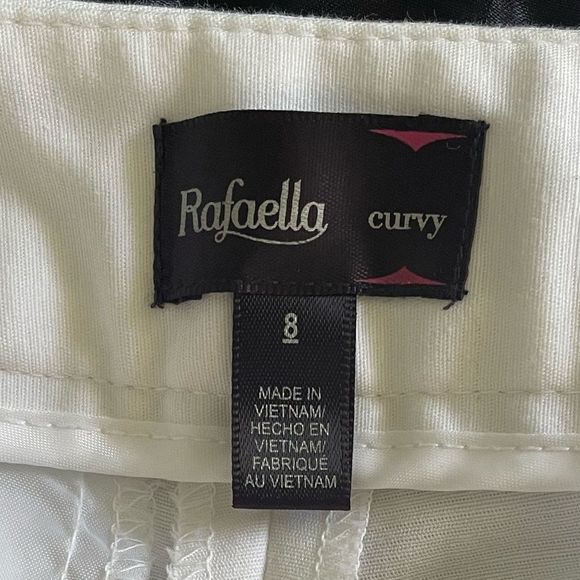 Rafaella curvy
8
MADE IN
VIETNAM/
HECHO EN
VIETNAM/
FABRIQUÉ
AU VIETNAM